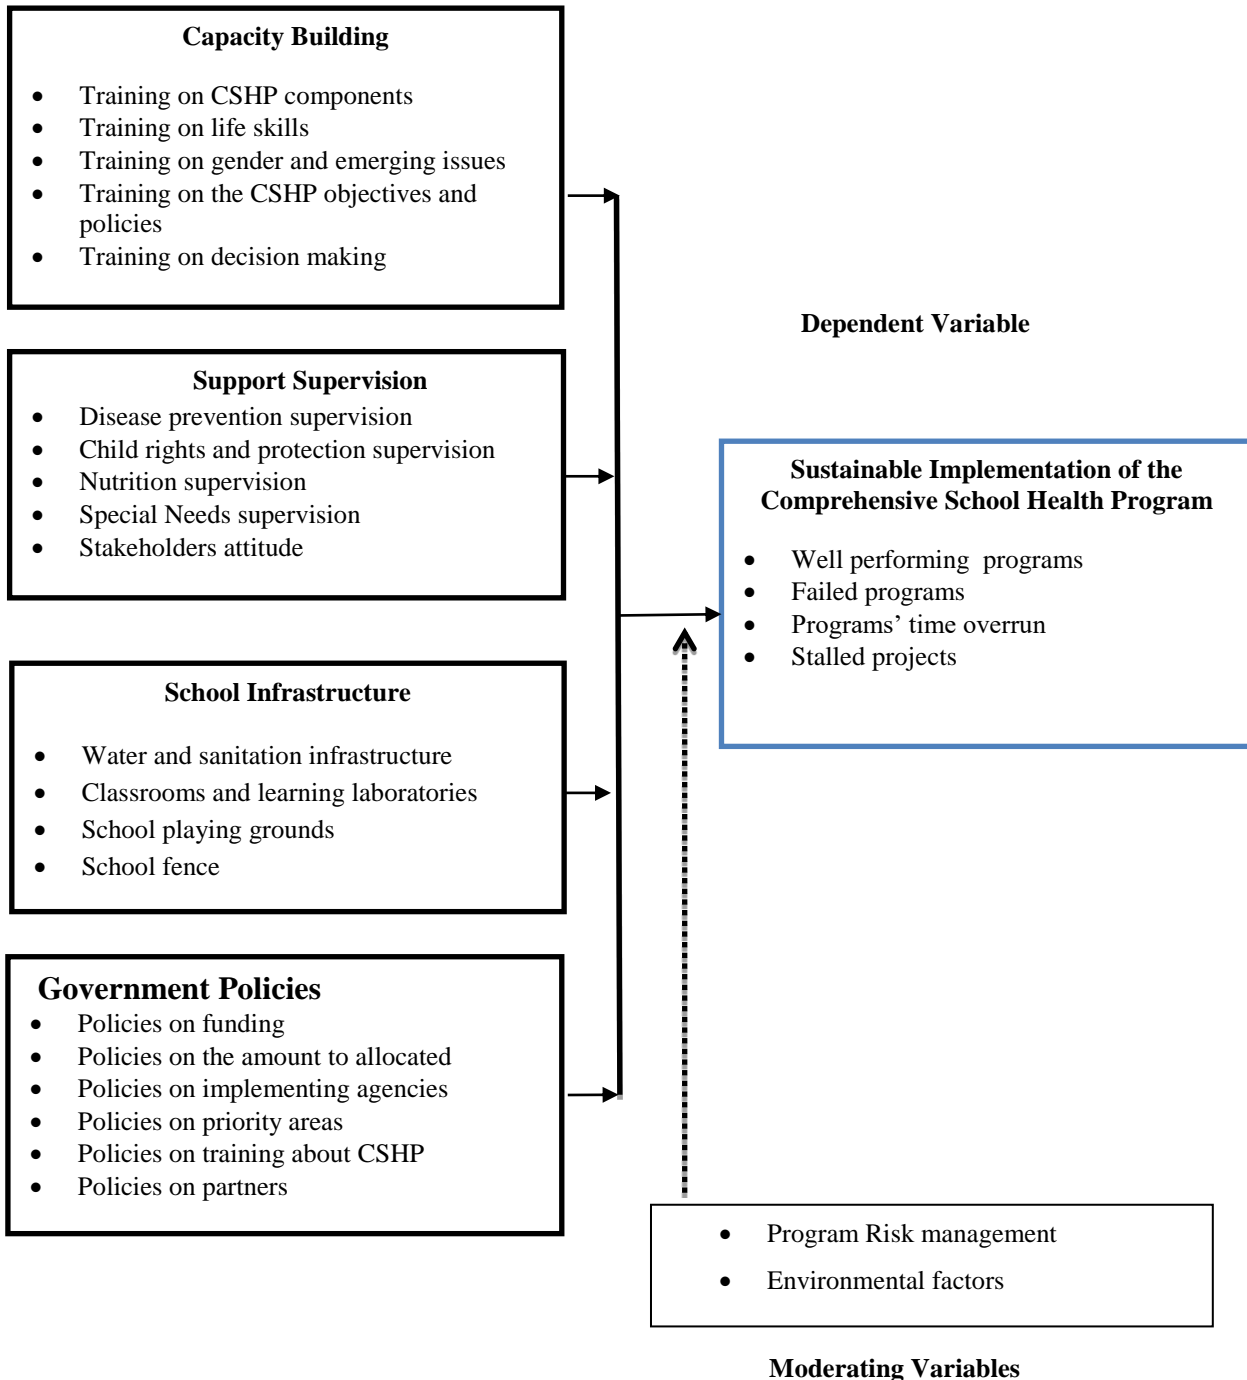 Capacity Building
• Training on CSHP components
• Training on life skills
• Training on gender and emerging issues
• Training on the CSHP objectives and
policies
• Training on decision making
Support Supervision
• Disease prevention supervision
• Child rights and protection supervision
• Nutrition supervision
• Special Needs supervision
• Stakeholders attitude
School Infrastructure
• Water and sanitation infrastructure
• Classrooms and learning laboratories
• School playing grounds
• School fence
Government Policies
• Policies on funding
• Policies on the amount to allocated
• Policies on implementing agencies
• Policies on priority areas
• Policies on training about CSHP
• Policies on partners
Dependent Variable
Sustainable Implementation of the
Comprehensive School Health Program
• Well performing programs
• Failed programs
• Programs’ time overrun
• Stalled projects
• Program Risk management
• Environmental factors
Moderating Variables